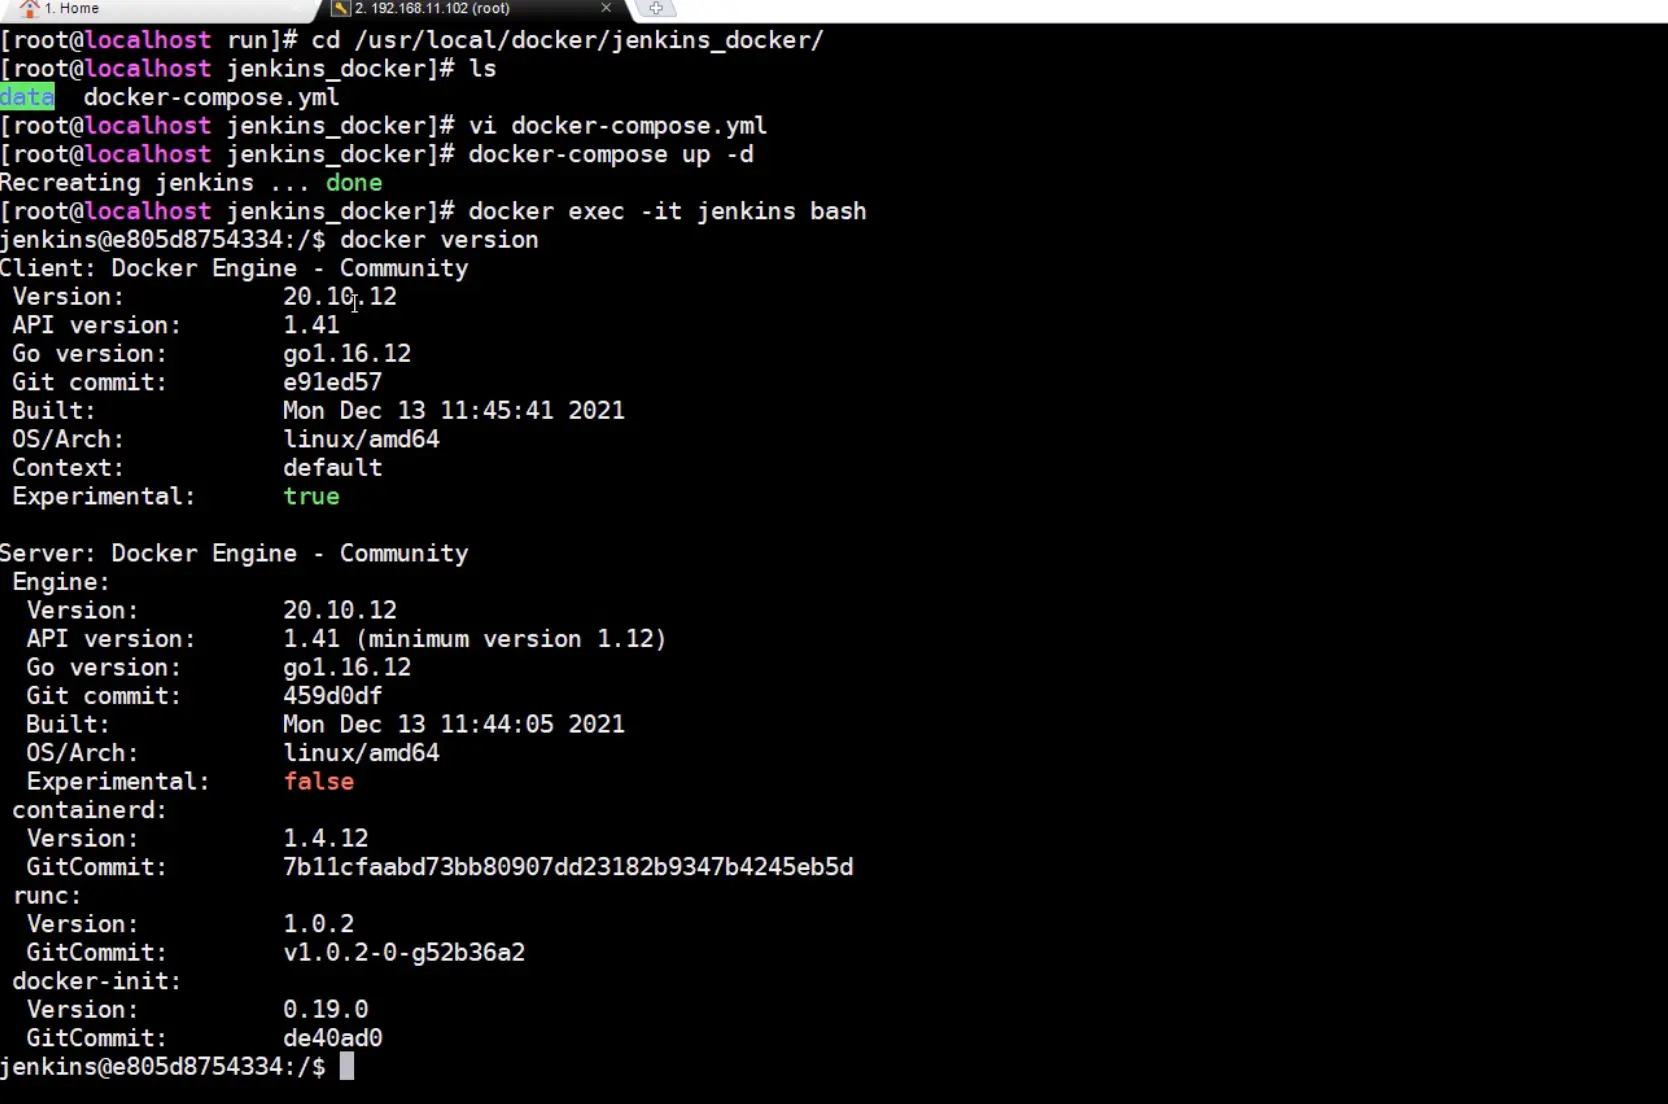 1. Home
2. 192.168.11.102 (root)
[root@localhost run]# cd /usr/local/docker/jenkins_docker/
[root@localhost jenkins_docker]# ls
data  docker-compose.yml
[root@localhost jenkins_docker]# vi docker-compose.yml
[root@localhost jenkins_docker]# docker-compose up -d
Recreating jenkins ... done
[root@localhost jenkins_docker]# docker exec -it jenkins bash
jenkins@e805d8754334:/$ docker version
Client: Docker Engine - Community
 Version:           20.10.12
 API version:       1.41
 Go version:        go1.16.12
 Git commit:        e91ed57
 Built:             Mon Dec 13 11:45:41 2021
 OS/Arch:           linux/amd64
 Context:           default
 Experimental:      true
Server: Docker Engine - Community
 Engine:
  Version:          20.10.12
  API version:      1.41 (minimum version 1.12)
  Go version:       go1.16.12
  Git commit:       459d0df
  Built:            Mon Dec 13 11:44:05 2021
  OS/Arch:          linux/amd64
  Experimental:     false
 containerd:
  Version:          1.4.12
  GitCommit:        7b11cfaabd73bb80907dd23182b9347b4245eb5d
 runc:
  Version:          1.0.2
  GitCommit:        v1.0.2-0-g52b36a2
 docker-init:
  Version:          0.19.0
  GitCommit:        de40ad0
jenkins@e805d8754334:/$